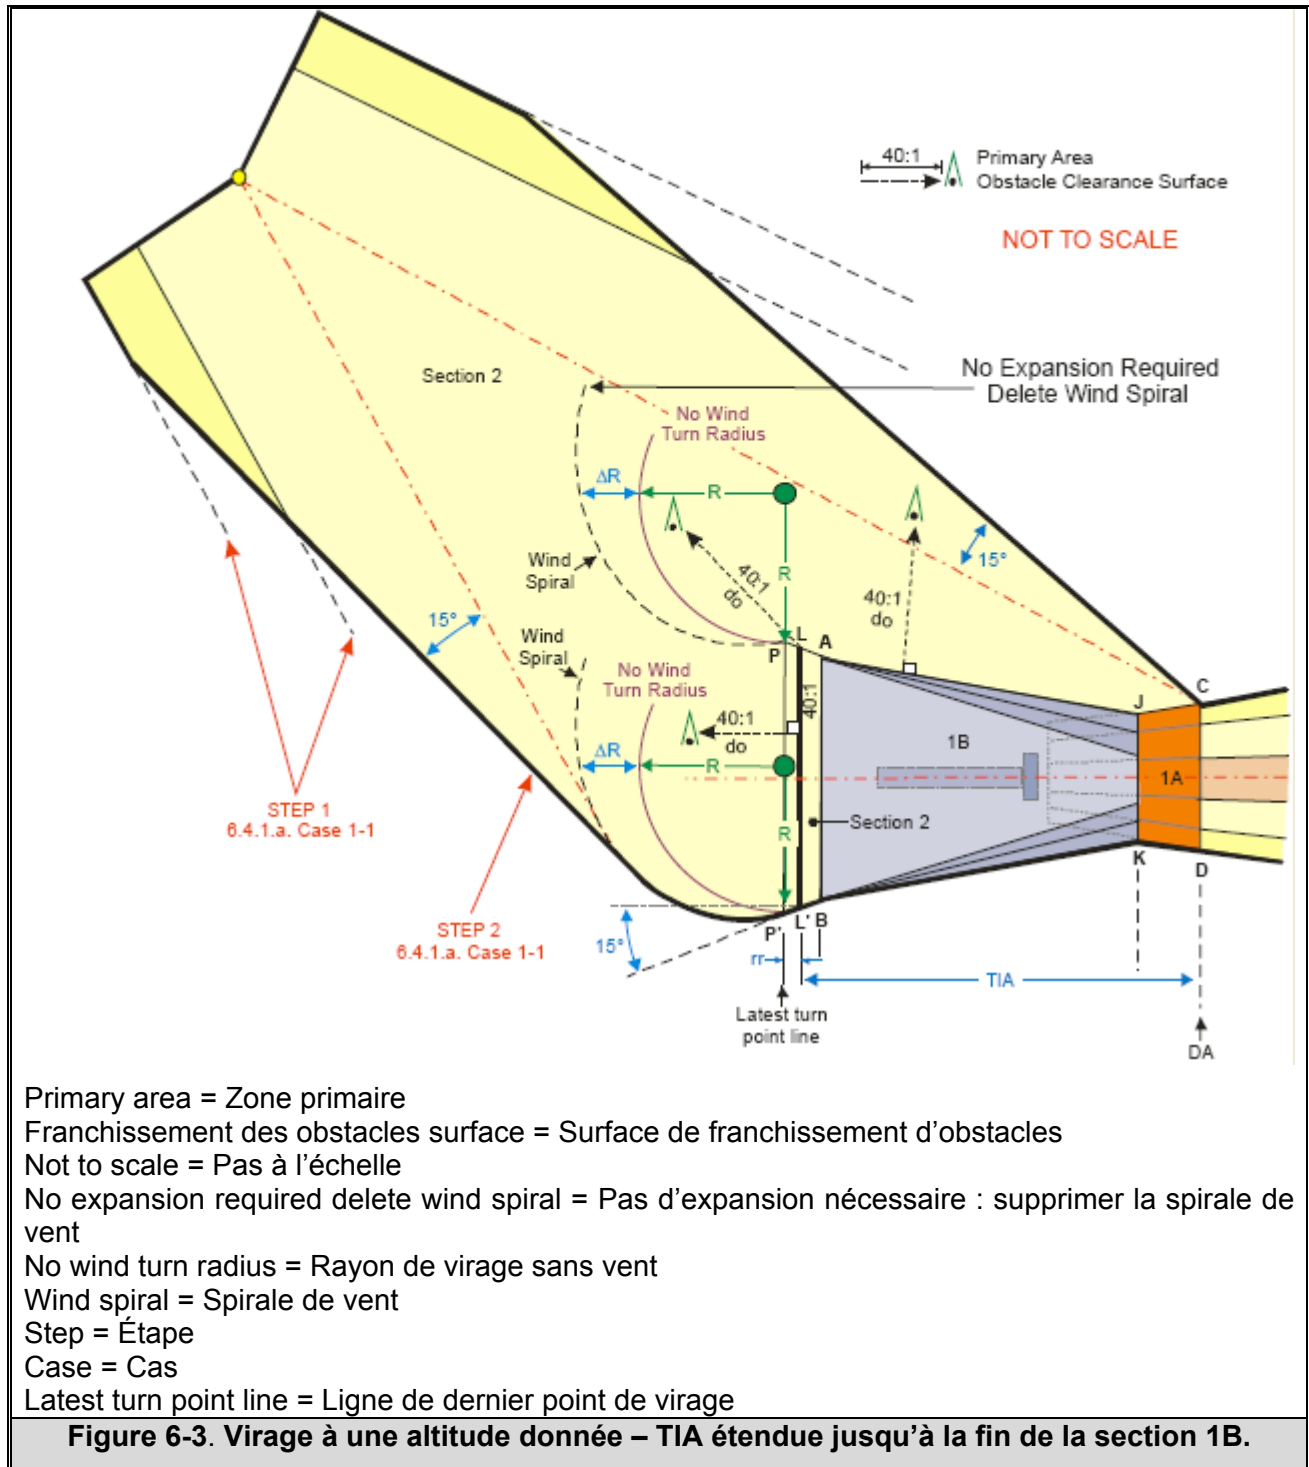 40:1
Primary Area
Obstacle Clearance Surface
NOT TO SCALE
No Expansion Required
Delete Wind Spiral
Section 2
No Wind
Turn Radius
ΔR
R
R
Wind
Spiral
40:1
do
40:1
do
15°
15°
Wind
Spiral
No Wind
Turn Radius
P
L
A
40:1
40:1
do
ΔR
R
R
1B
J
C
1A
Section 2
K
D
STEP 1
6.4.1.a. Case 1-1
STEP 2
6.4.1.a. Case 1-1
15°
P'
L'
B
rr
TIA
Latest turn
point line
DA
Primary area = Zone primaire
Franchissement des obstacles surface = Surface de franchissement d'obstacles
Not to scale = Pas à l'échelle
No expansion required delete wind spiral = Pas d'expansion nécessaire : supprimer la spirale de
vent
No wind turn radius = Rayon de virage sans vent
Wind spiral = Spirale de vent
Step = Étape
Case = Cas
Latest turn point line = Ligne de dernier point de virage
Figure 6-3. Virage à une altitude donnée – TIA étendue jusqu'à la fin de la section 1B.